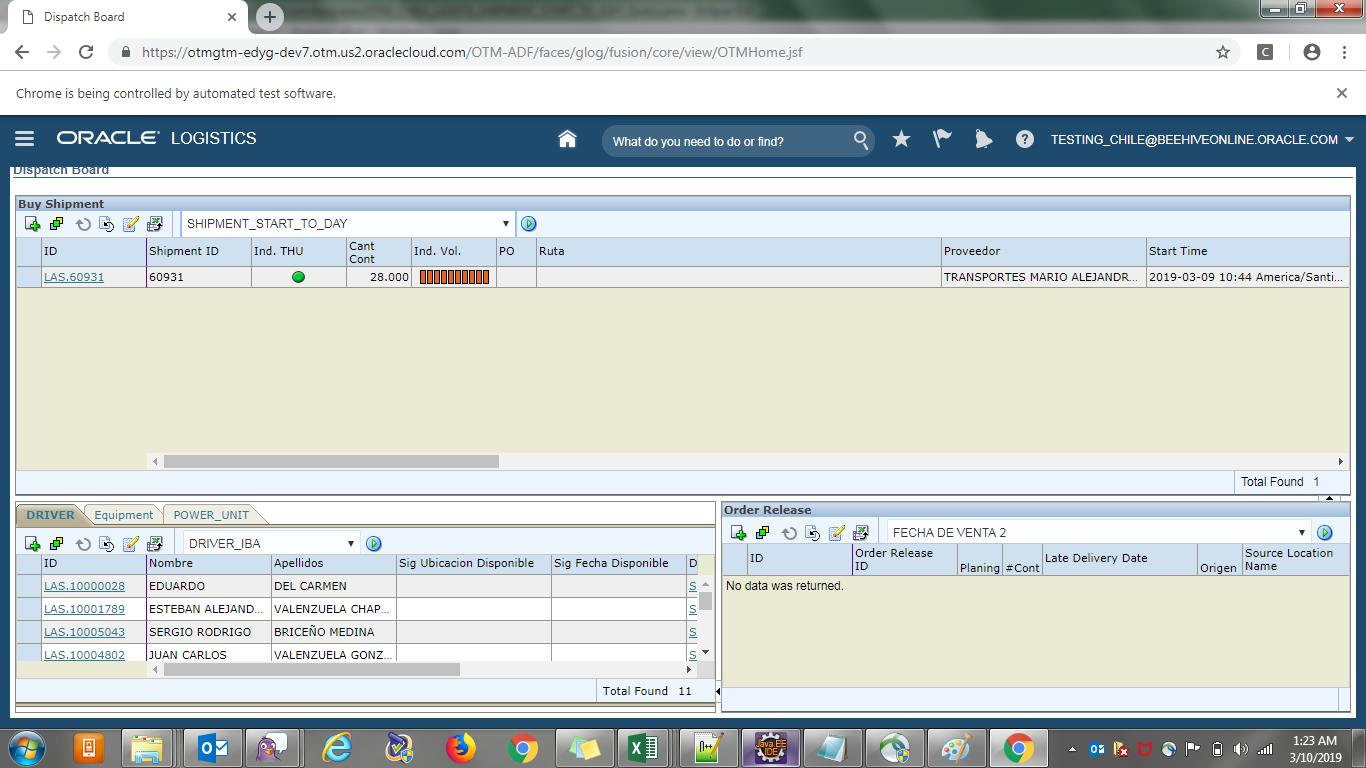 Dispatch Board
https://otmgtm-edyg-dev7.otm.us2.oraclecloud.com/OTM-ADF/faces/glog/fusion/core/view/OTMHome.jsf
Chrome is being controlled by automated test software.
ORACLE LOGISTICS What do you need to do or find? TESTING_CHILE@BEEHIVEONLINE.ORACLE.COM
Dispatch Board
Buy Shipment
SHIPMENT_START_TO_DAY
ID Shipment ID Ind. THU Cant Cont Ind. Vol. PO Ruta Proveedor Start Time
LAS.60931 60931 28.000 TRANSPORTES MARIO ALEJANDR... 2019-03-09 10:44 America/Santi...
Total Found 1
DRIVER Equipment POWER_UNIT
DRIVER_IBA
ID Nombre Apellidos Sig Ubicacion Disponible Sig Fecha Disponible D
LAS.10000028 EDUARDO DEL CARMEN S
LAS.10001789 ESTEBAN ALEJAND... VALENZUELA CHAP... S
LAS.10005043 SERGIO RODRIGO BRICEÑO MEDINA S
LAS.10004802 JUAN CARLOS VALENZUELA GONZ... S
Total Found 11
Order Release
FECHA DE VENTA 2
ID Order Release ID Planing #Cont Late Delivery Date Origen Source Location Name
No data was returned.
1:23 AM
3/10/2019